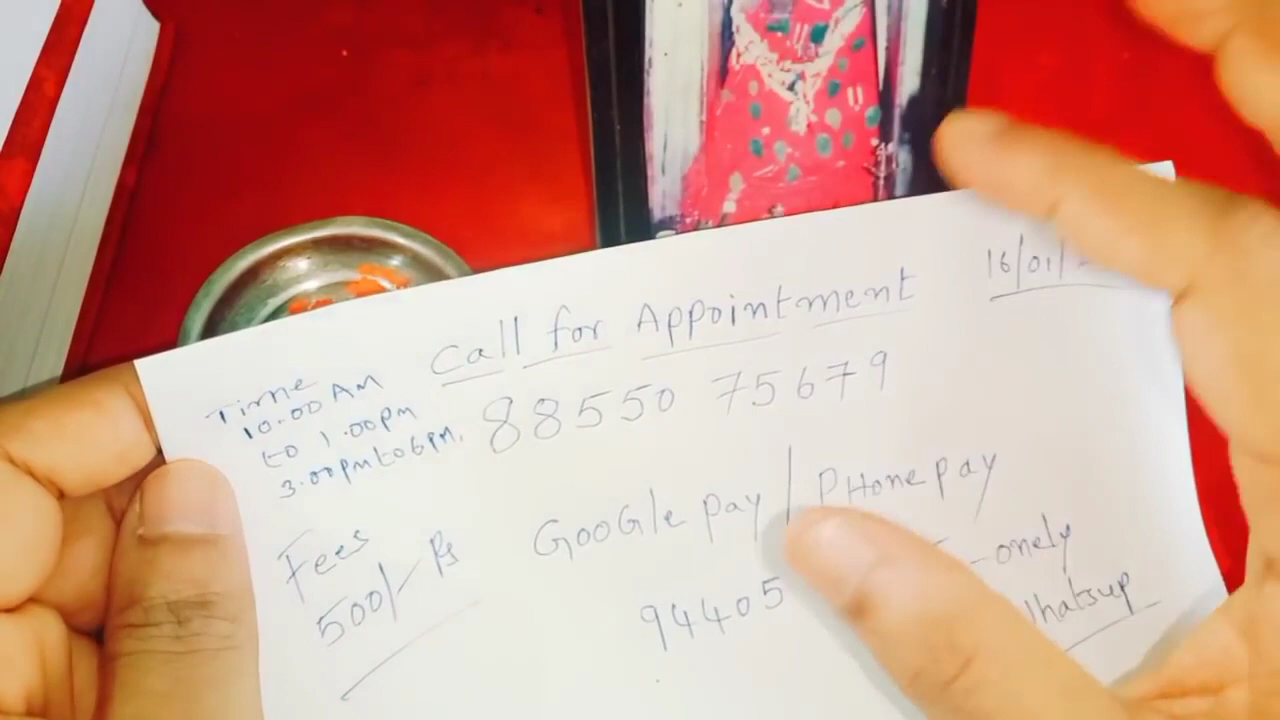 16/01/
Call for Appointment
88550 75679
Time
10.00 AM
to 1.00pm
3.00pm to 6pm.
Google pay / PHone pay
94405
onely
Fees
500/- Rs